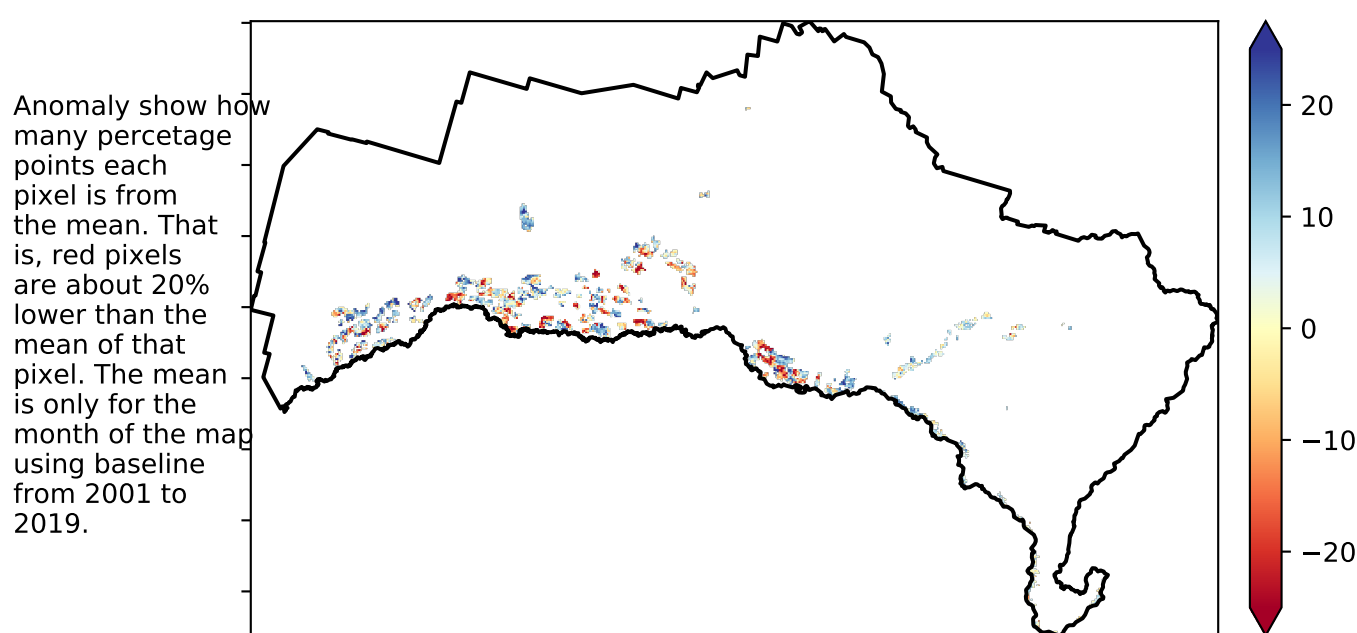 Anomaly show how
many percetage
points each
pixel is from
the mean. That
is, red pixels
are about 20%
lower than the
mean of that
pixel. The mean
is only for the
month of the map
using baseline
from 2001 to
2019.
20
10
0
−10
−20